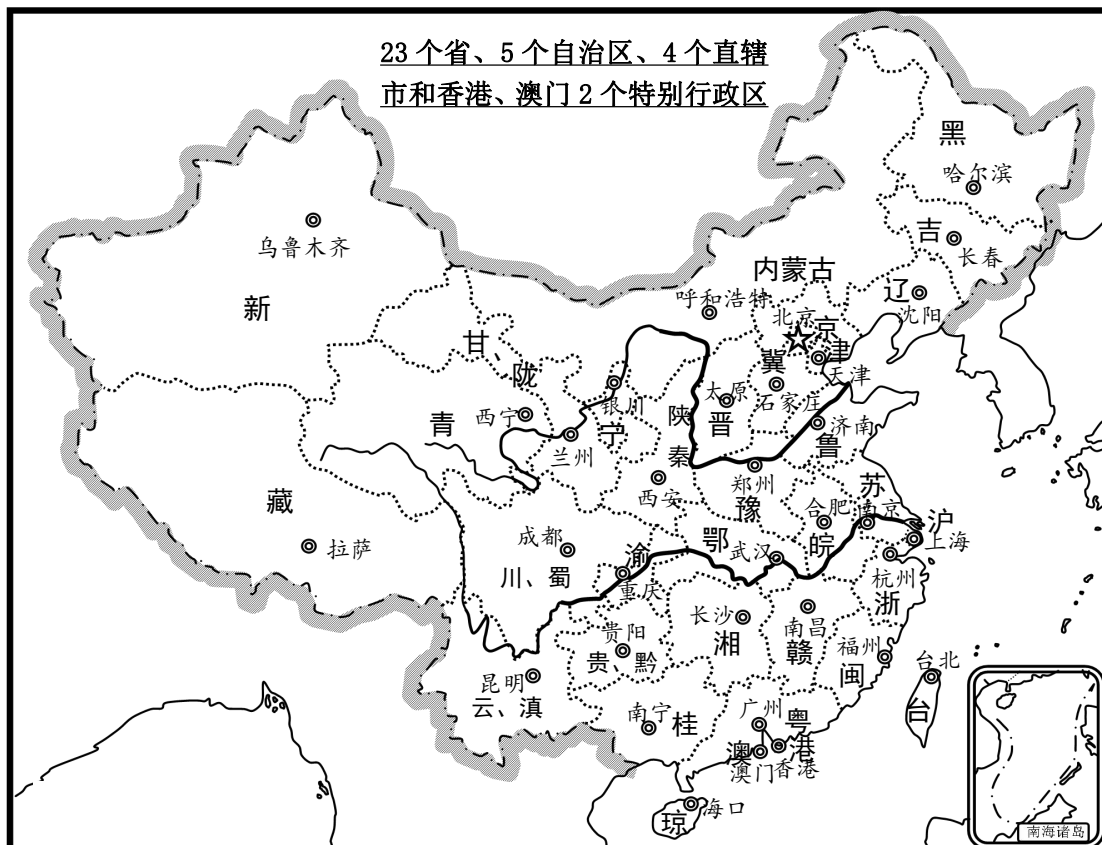 23 个省、5 个自治区、4 个直辖
市和香港、澳门 2 个特别行政区
黑
哈尔滨
吉
长春
乌鲁木齐
内蒙古
辽
沈阳
呼和浩特
北京
京
新
津
天津
甘、陇
冀
石家庄
太原
晋
银川
宁
陕、秦
西宁
青
兰州
济南
鲁
西安
郑州
豫
苏
合肥
南京
沪
上海
藏
拉萨
成都
川、蜀
渝
重庆
鄂
武汉
皖
杭州
浙
长沙
湘
南昌
赣
贵阳
贵、黔
福州
闽
台北
台
昆明
云、滇
南宁
桂
广州
粤
澳
港
澳门
香港
海口
琼
南海诸岛